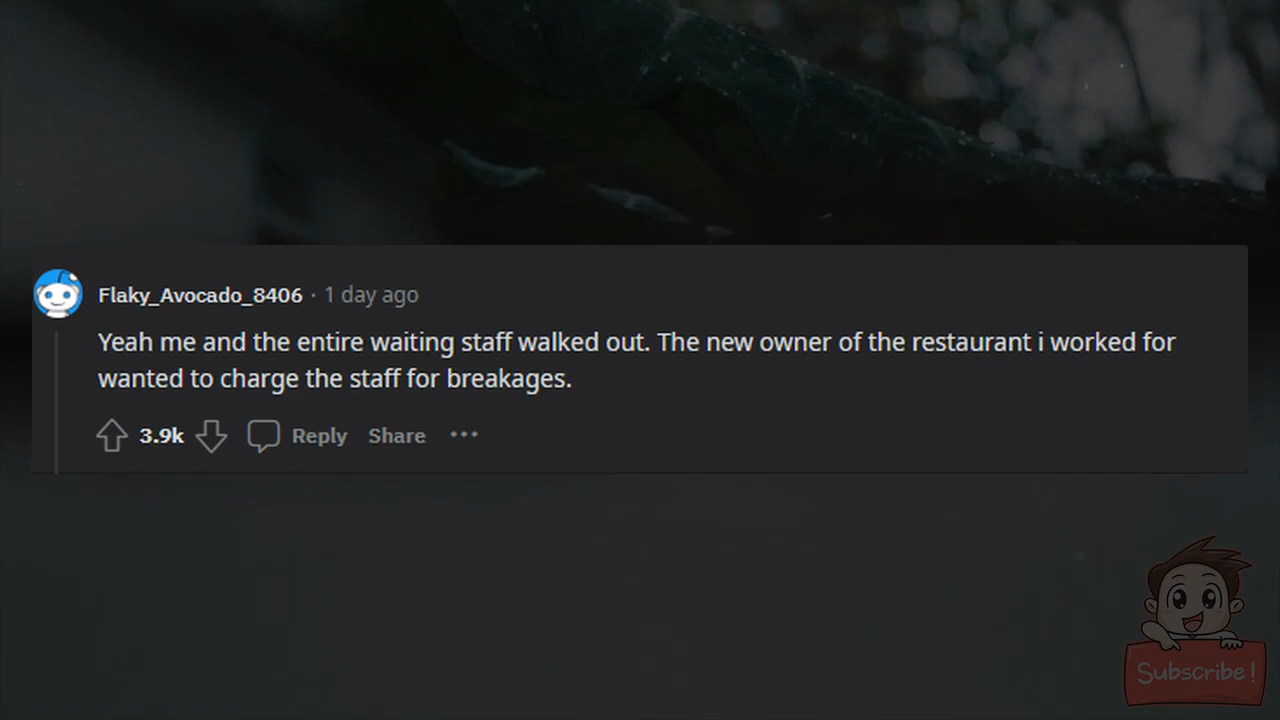 Flaky_Avocado_8406 · 1 day ago
Yeah me and the entire waiting staff walked out. The new owner of the restaurant i worked for
wanted to charge the staff for breakages.
3.9k Reply Share ···
Subscribe!